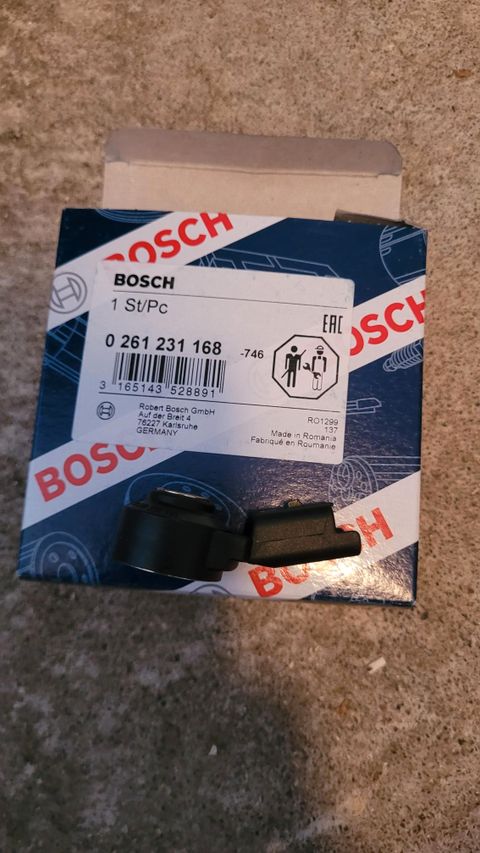 BOSCH
BOSCH
1 St/Pc
EAC
BOSCH
0 261 231 168
-746
3 165143 528891
Robert Bosch GmbH
Auf der Breit 4
76227 Karlsruhe
GERMANY
RO1299
137
Made in Romania
Fabriqué en Roumanie
BOSCH
BOSCH